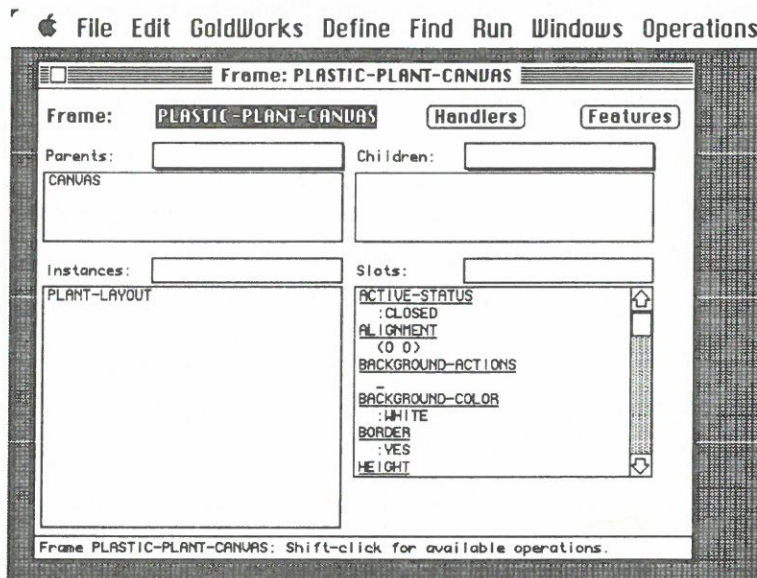 File Edit GoldWorks Define Find Run Windows Operations
Frame: PLASTIC-PLANT-CANVAS
Frame: PLASTIC-PLANT-CANVAS Handlers Features
Parents: Children:
CANVAS
Instances: Slots:
PLANT-LAYOUT
ACTIVE-STATUS
:CLOSED
ALIGNMENT
(0 0)
BACKGROUND-ACTIONS
_
BACKGROUND-COLOR
:WHITE
BORDER
:YES
HEIGHT
Frame PLASTIC-PLANT-CANVAS: Shift-click for available operations.